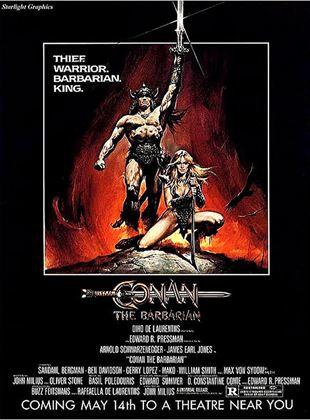 Starlight Graphics
THIEF.
WARRIOR.
BARBARIAN.
KING.
CONAN
THE BARBARIAN
DINO DE LAURENTIIS
EDWARD R. PRESSMAN
ARNOLD SCHWARZENEGGER · JAMES EARL JONES
"CONAN THE BARBARIAN"
SANDAHL BERGMAN · BEN DAVIDSON · GERRY LOPEZ · MAKO · WILLIAM SMITH MAX VON SYDOW
JOHN MILIUS OLIVER STONE BASIL POLEDOURIS EDWARD SUMMER D. CONSTANTINE CONTE EDWARD R. PRESSMAN
BUZZ FEITSHANS RAFFAELLA DE LAURENTIIS JOHN MILIUS A UNIVERSAL RELEASE R RESTRICTED
COMING MAY 14th TO A THEATRE NEAR YOU